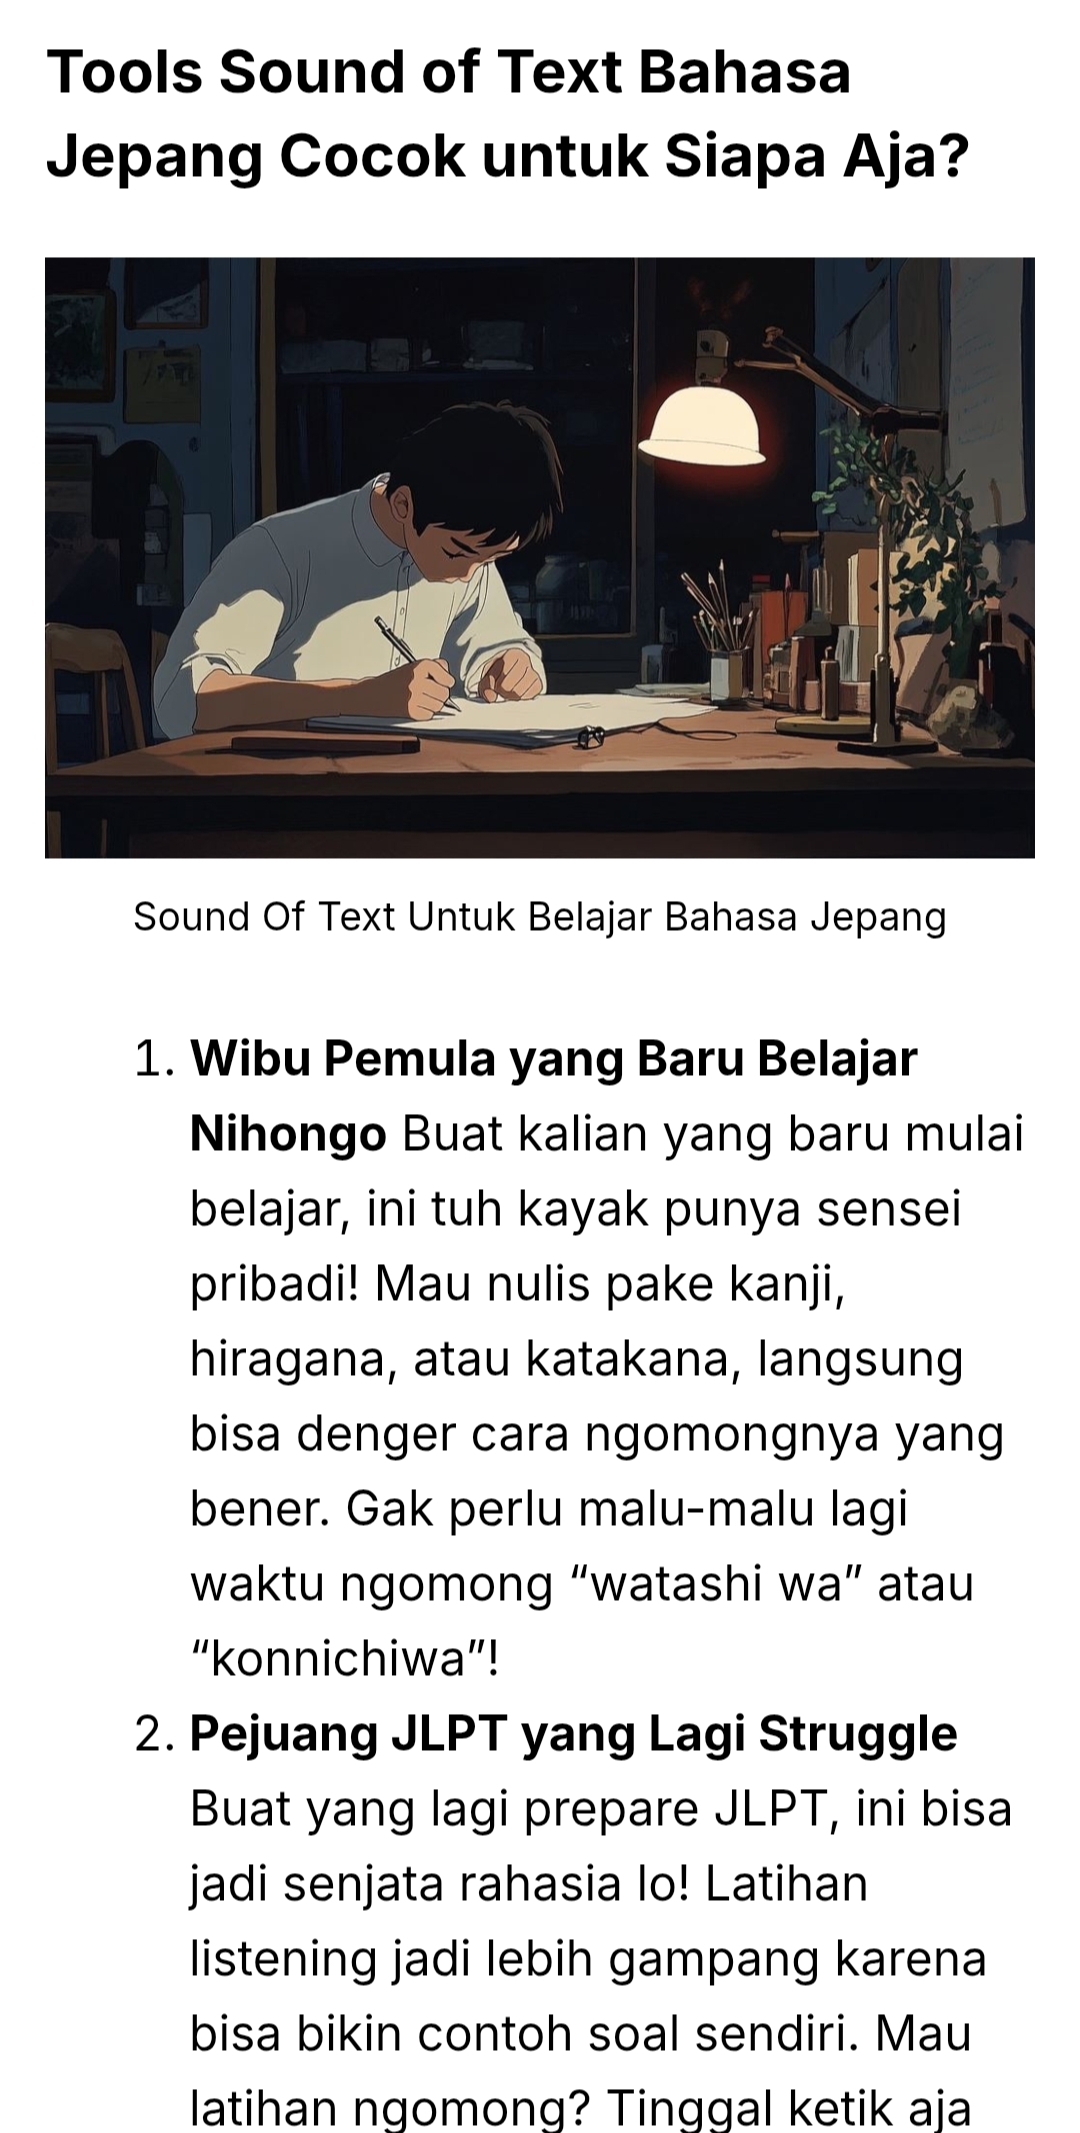 Tools Sound of Text Bahasa
Jepang Cocok untuk Siapa Aja?
Sound Of Text Untuk Belajar Bahasa Jepang
1. Wibu Pemula yang Baru Belajar
Nihongo Buat kalian yang baru mulai
belajar, ini tuh kayak punya sensei
pribadi! Mau nulis pake kanji,
hiragana, atau katakana, langsung
bisa denger cara ngomongnya yang
bener. Gak perlu malu-malu lagi
waktu ngomong “watashi wa” atau
“konnichiwa”!
2. Pejuang JLPT yang Lagi Struggle
Buat yang lagi prepare JLPT, ini bisa
jadi senjata rahasia lo! Latihan
listening jadi lebih gampang karena
bisa bikin contoh soal sendiri. Mau
latihan ngomong? Tinggal ketik aja